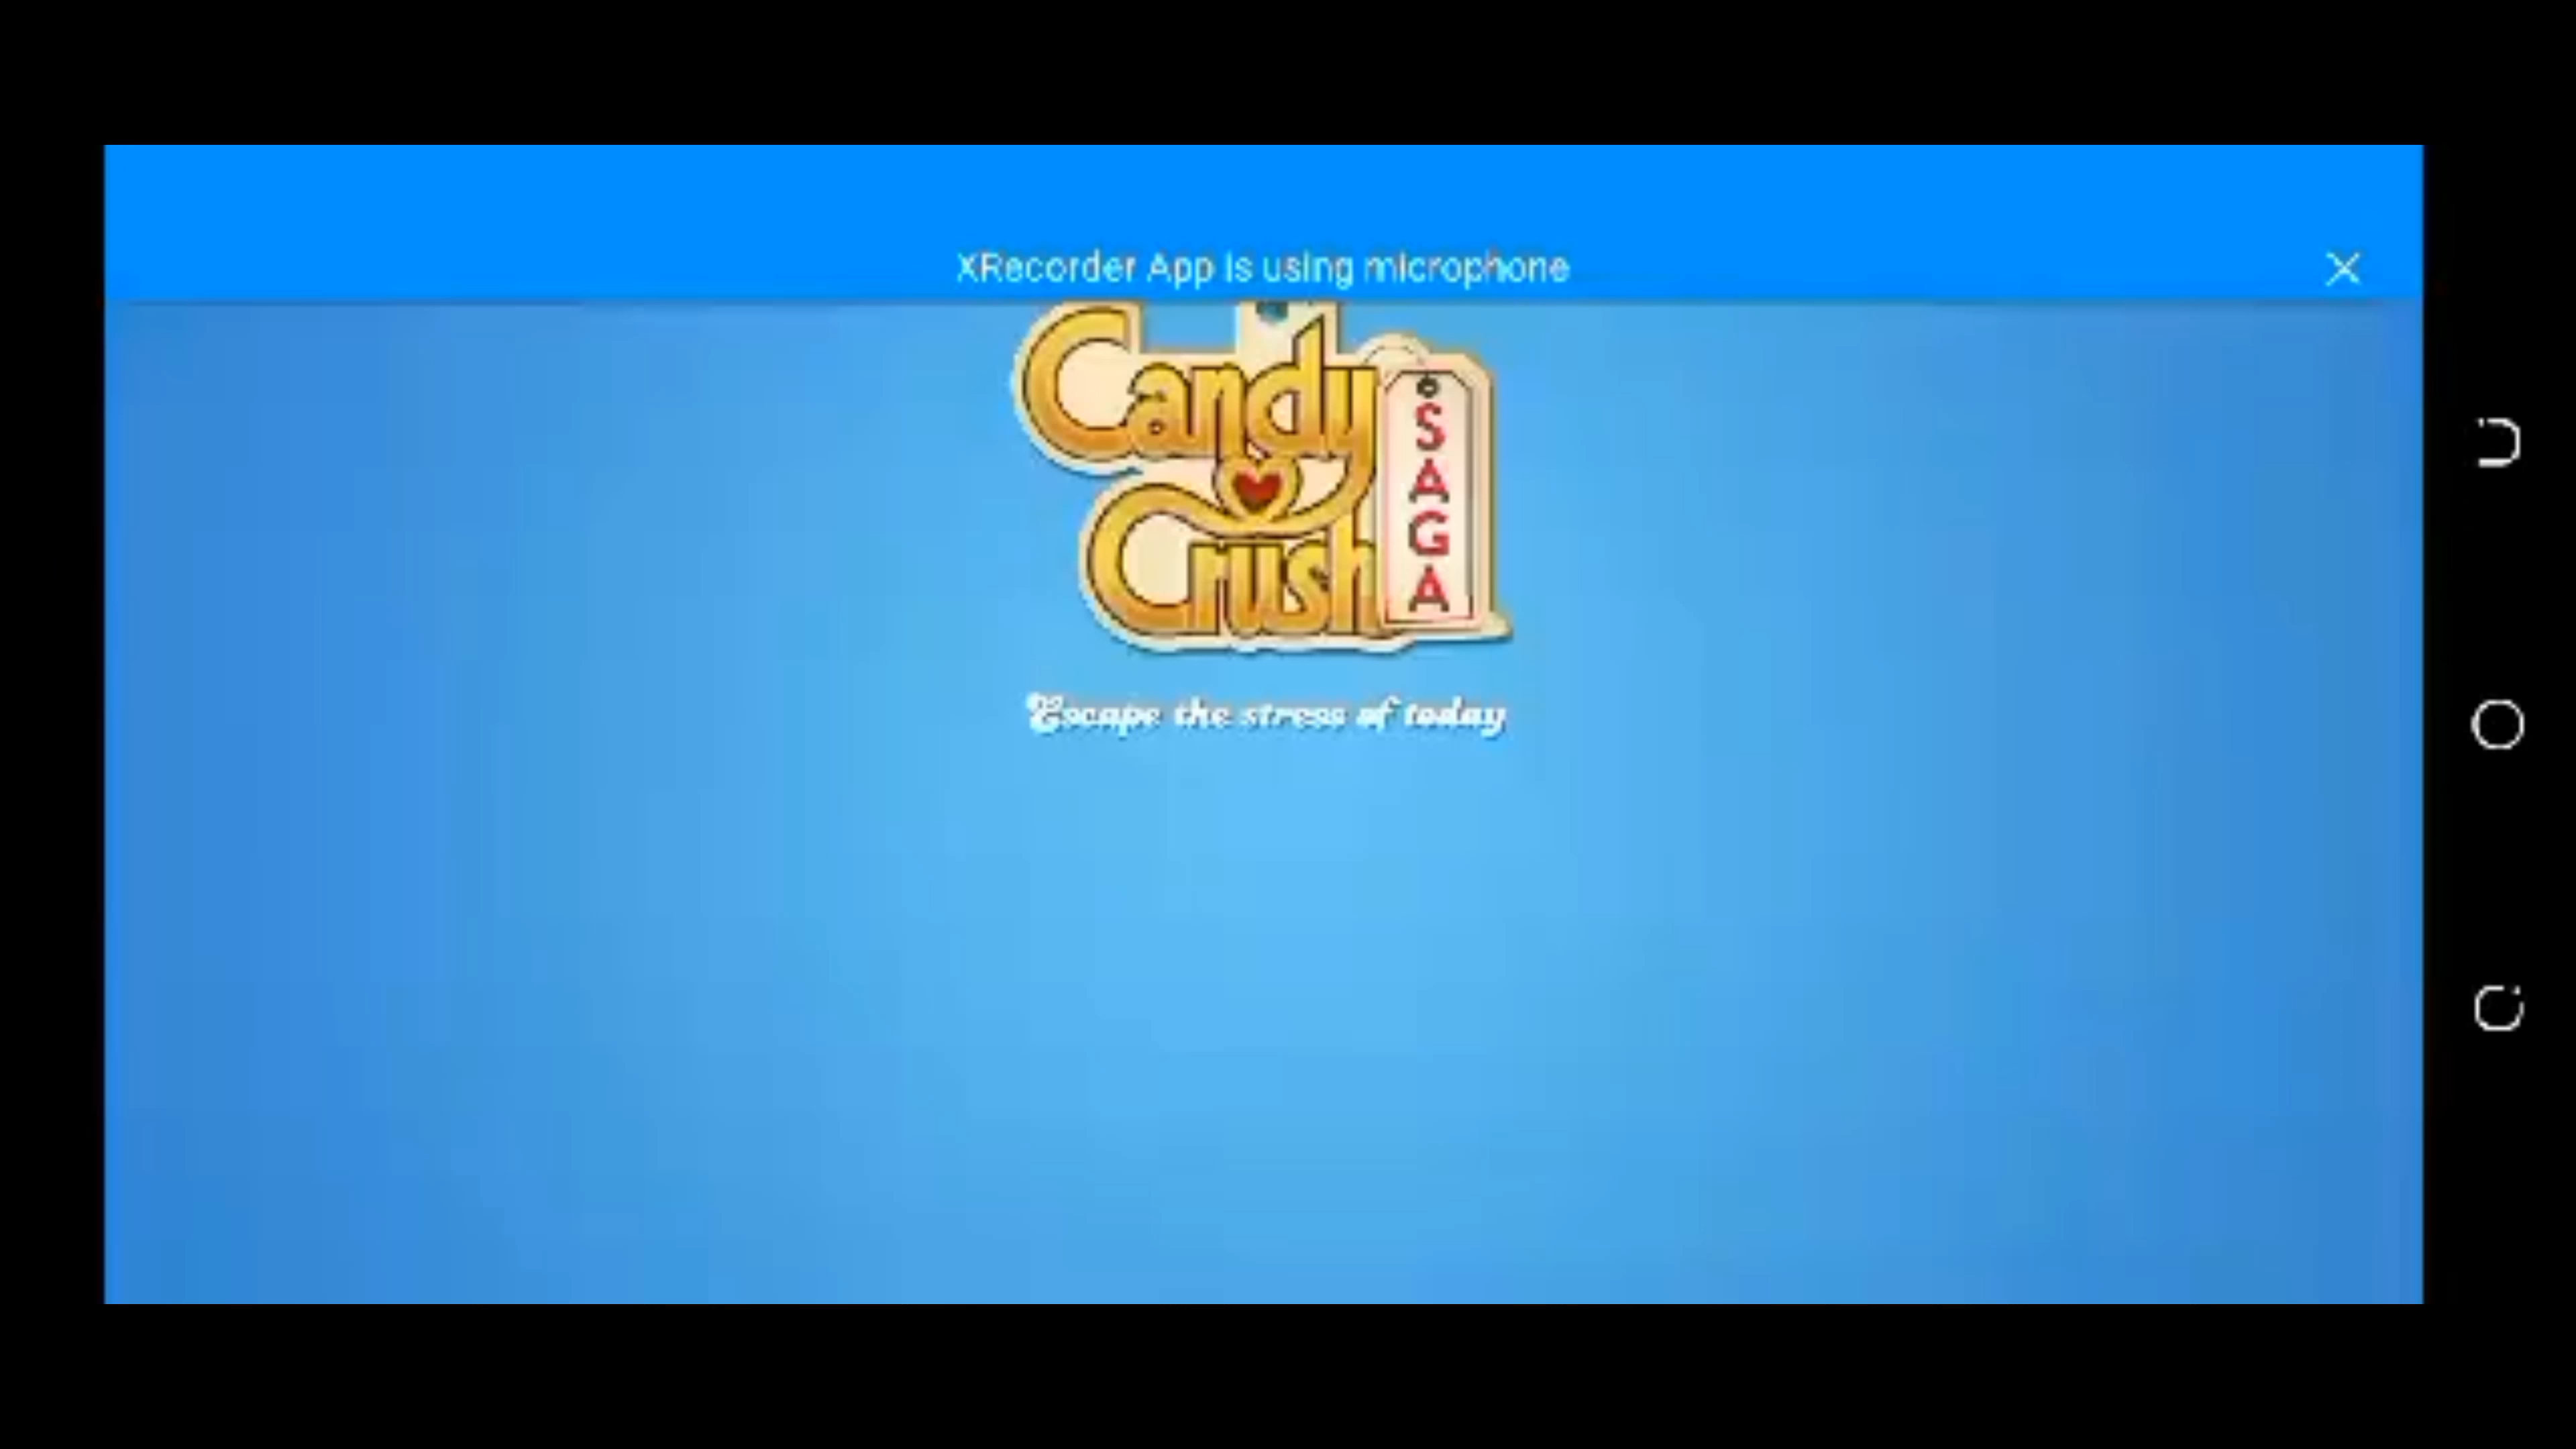 XRecorder App is using microphone
Candy
Crush
SAGA
Escape the stress of today